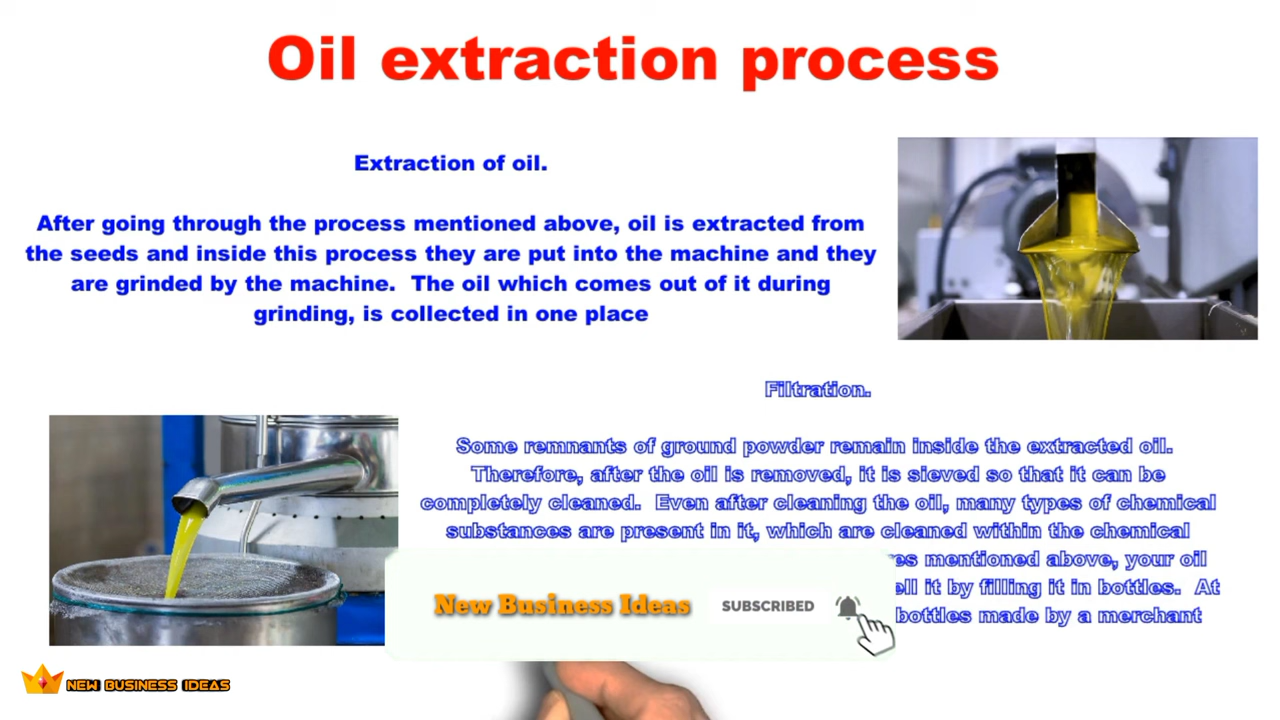 Oil extraction process
Extraction of oil.
After going through the process mentioned above, oil is extracted from
the seeds and inside this process they are put into the machine and they
are grinded by the machine. The oil which comes out of it during
grinding, is collected in one place
Filtration.
Some remnants of ground powder remain inside the extracted oil.
Therefore, after the oil is removed, it is sieved so that it can be
completely cleaned. Even after cleaning the oil, many types of chemical
substances are present in it, which are cleaned within the chemical
mentioned above, your oil
it by filling it in bottles. At
bottles made by a merchant
New Business Ideas
SUBSCRIBED
NEW BUSINESS IDEAS